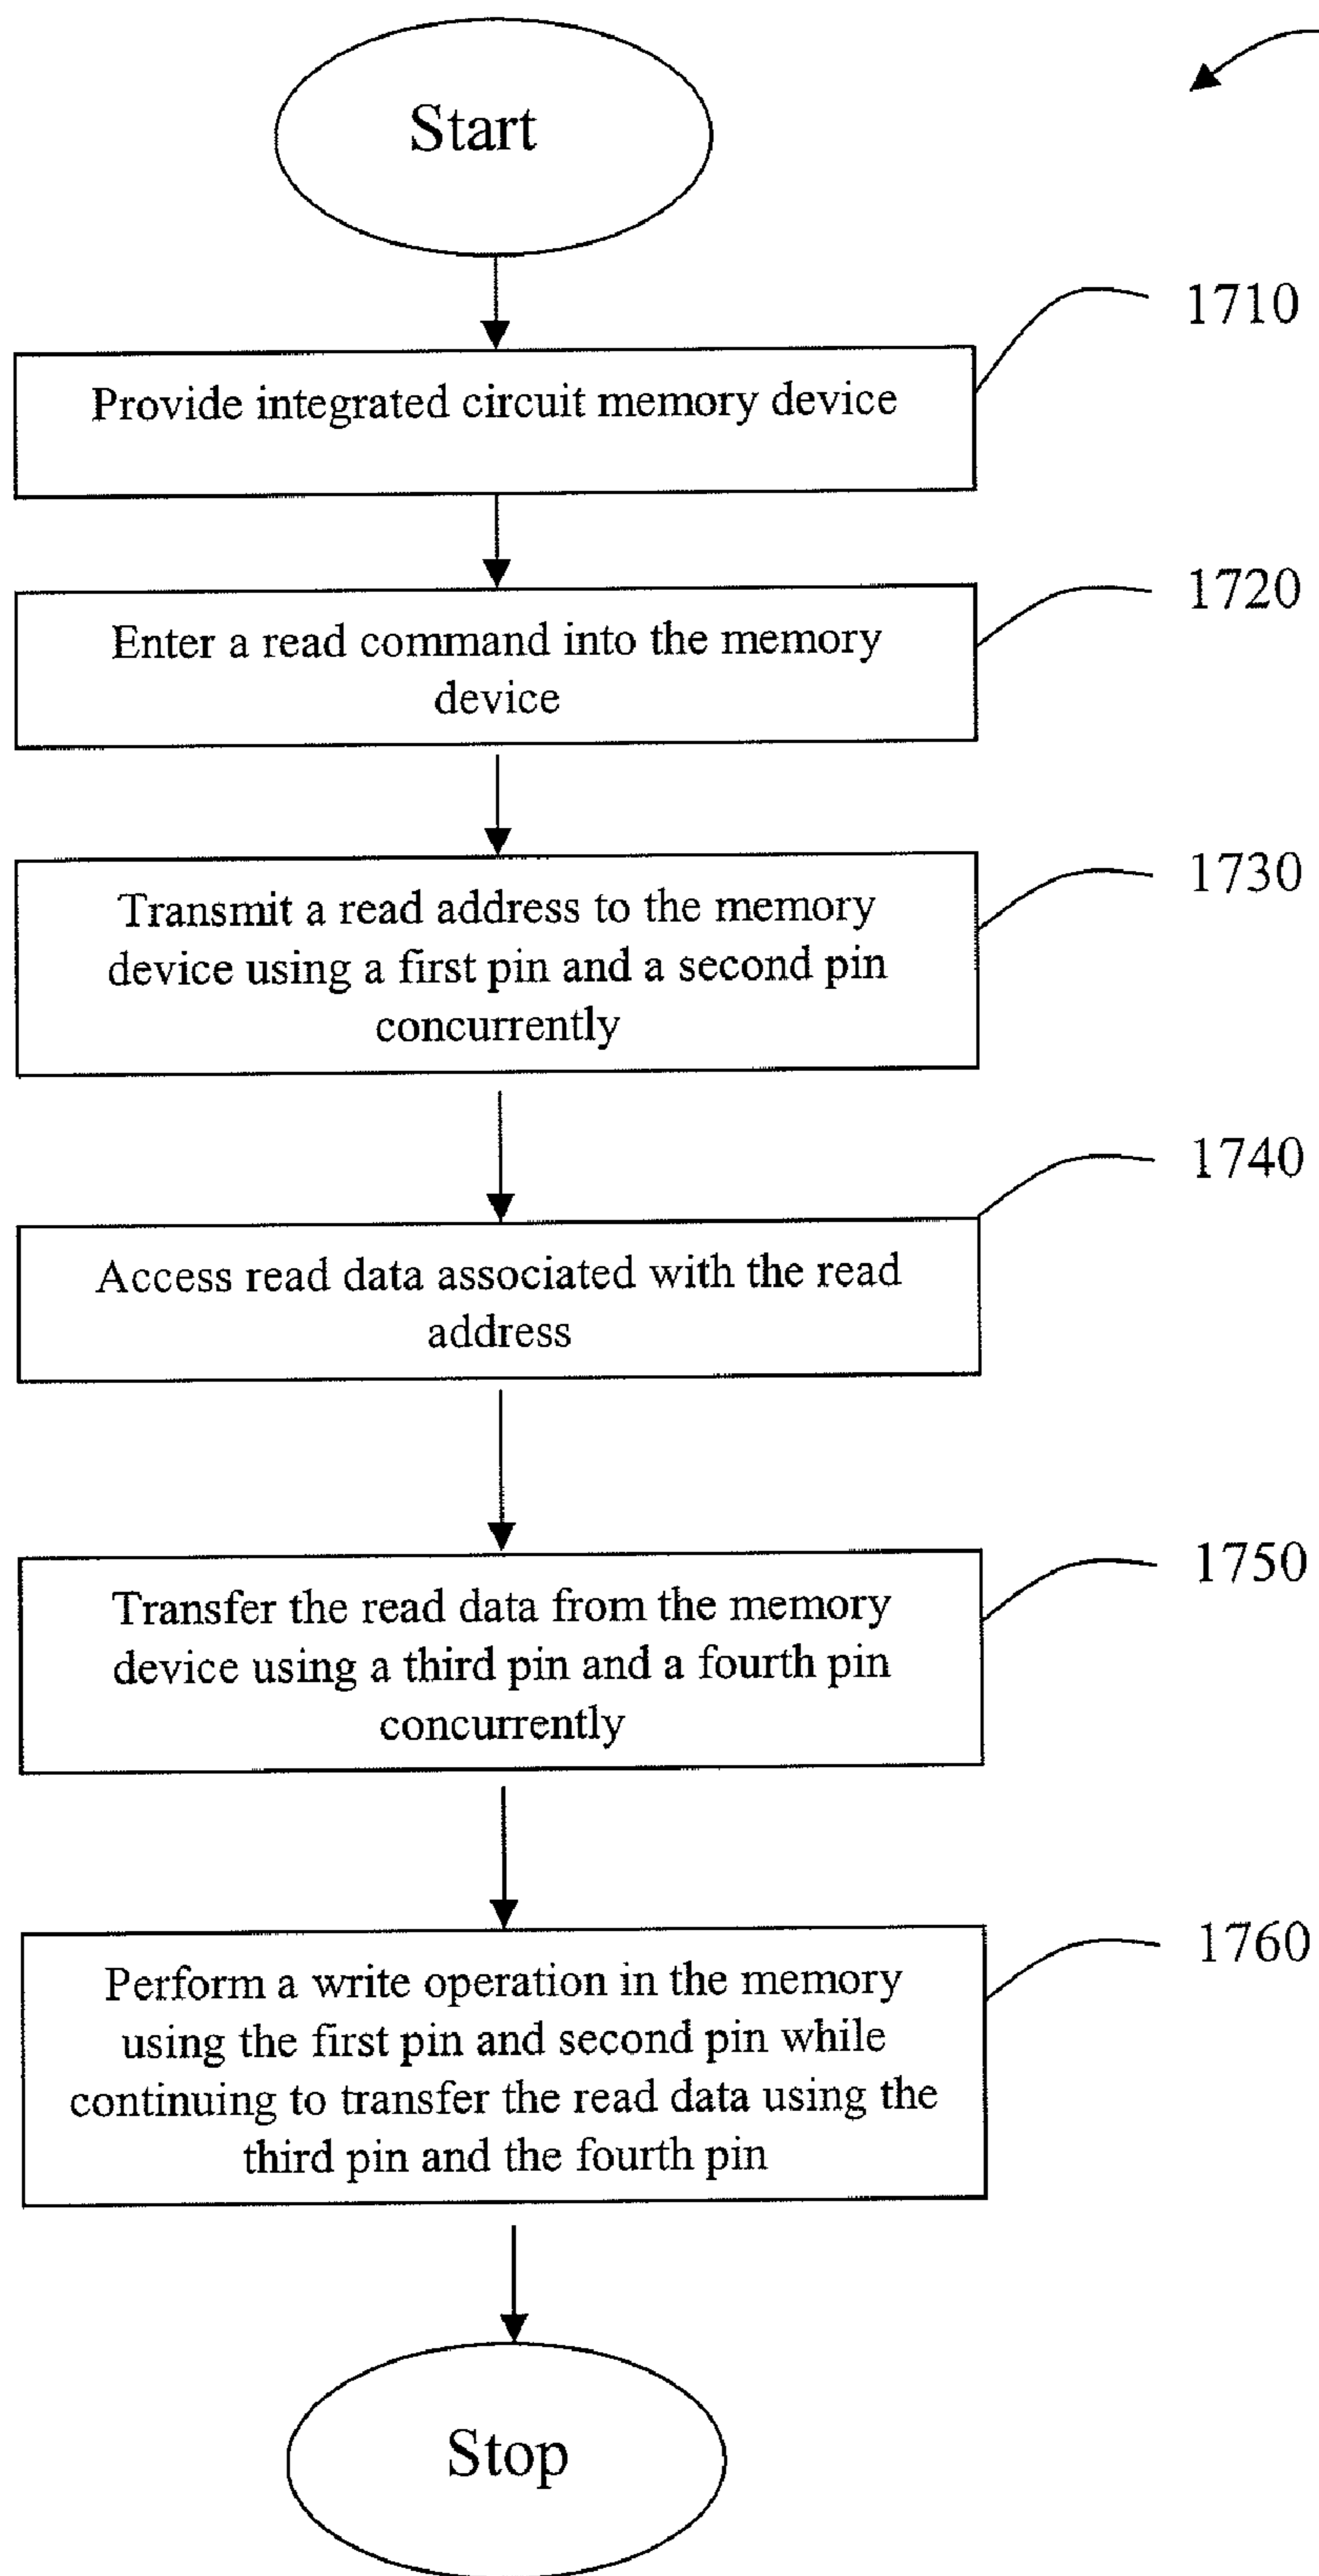 Start
1710
Provide integrated circuit memory device
1720
Enter a read command into the memory
device
1730
Transmit a read address to the memory
device using a first pin and a second pin
concurrently
1740
Access read data associated with the read
address
1750
Transfer the read data from the memory
device using a third pin and a fourth pin
concurrently
1760
Perform a write operation in the memory
using the first pin and second pin while
continuing to transfer the read data using the
third pin and the fourth pin
Stop